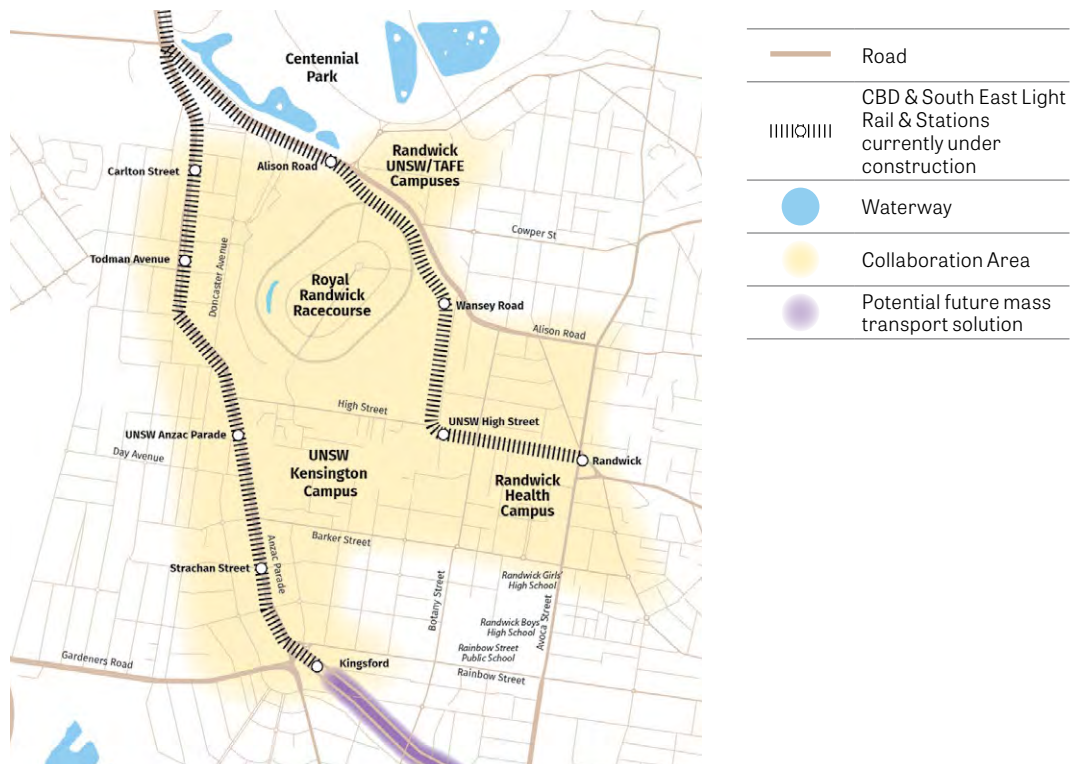 Centennial
Park
Carlton Street
Alison Road
Randwick
UNSW/TAFE
Campuses
Cowper St
Todman Avenue
Doncaster Avenue
Royal
Randwick
Racecourse
Wansey Road
Alison Road
High Street
UNSW High Street
UNSW Anzac Parade
Day Avenue
UNSW
Kensington
Campus
Randwick
Randwick
Health
Campus
Barker Street
Anzac Parade
Strachan Street
Botany Street
Randwick Girls'
High School
Avoca Street
Randwick Boys'
High School
Rainbow Street
Public School
Gardeners Road
Kingsford
Rainbow Street
Road
CBD & South East Light
Rail & Stations
currently under
construction
Waterway
Collaboration Area
Potential future mass
transport solution